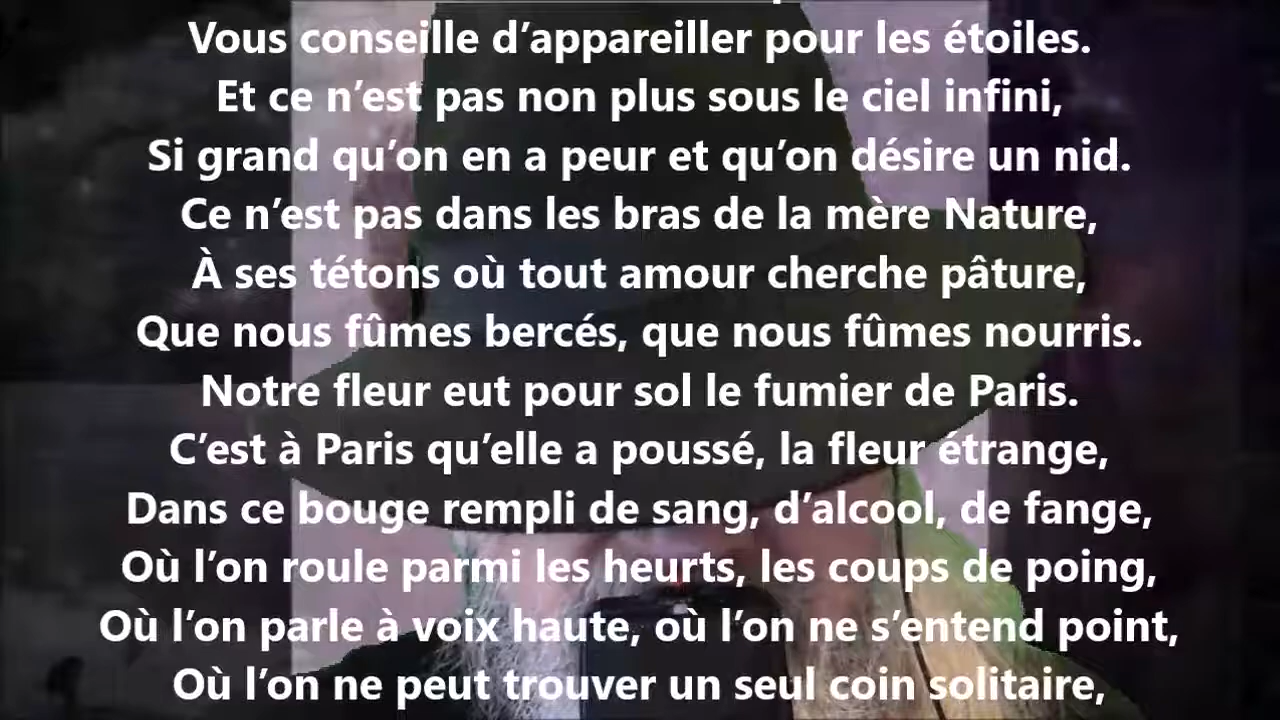 Vous conseille d’appareiller pour les étoiles.
Et ce n’est pas non plus sous le ciel infini,
Si grand qu’on en a peur et qu’on désire un nid.
Ce n’est pas dans les bras de la mère Nature,
À ses tétons où tout amour cherche pâture,
Que nous fûmes bercés, que nous fûmes nourris.
Notre fleur eut pour sol le fumier de Paris.
C’est à Paris qu’elle a poussé, la fleur étrange,
Dans ce bouge rempli de sang, d’alcool, de fange,
Où l’on roule parmi les heurts, les coups de poing,
Où l’on parle à voix haute, où l’on ne s’entend point,
Où l’on ne peut trouver un seul coin solitaire,